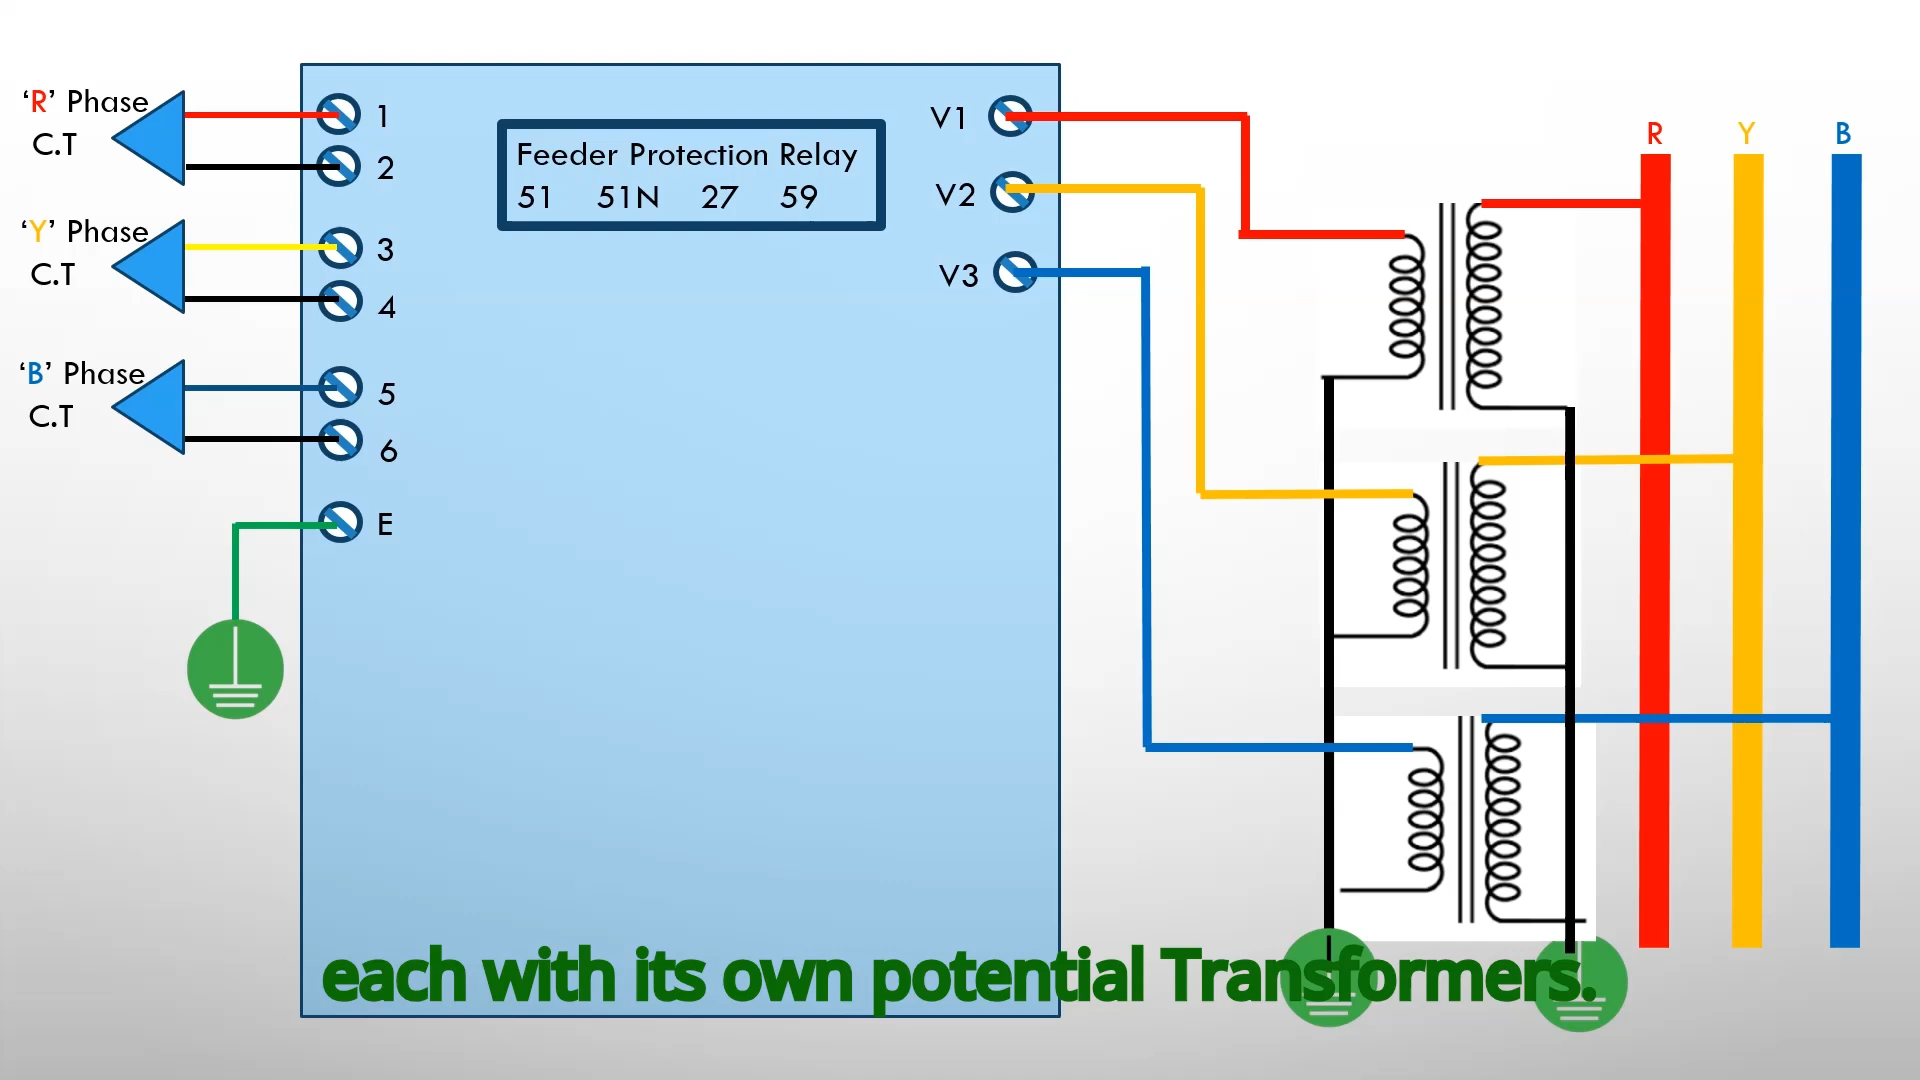 ‘R’ Phase
C.T
‘Y’ Phase
C.T
‘B’ Phase
C.T
1
2
3
4
5
6
E
Feeder Protection Relay
51 51N 27 59
V1
V2
V3
R Y B
each with its own potential Transformers.